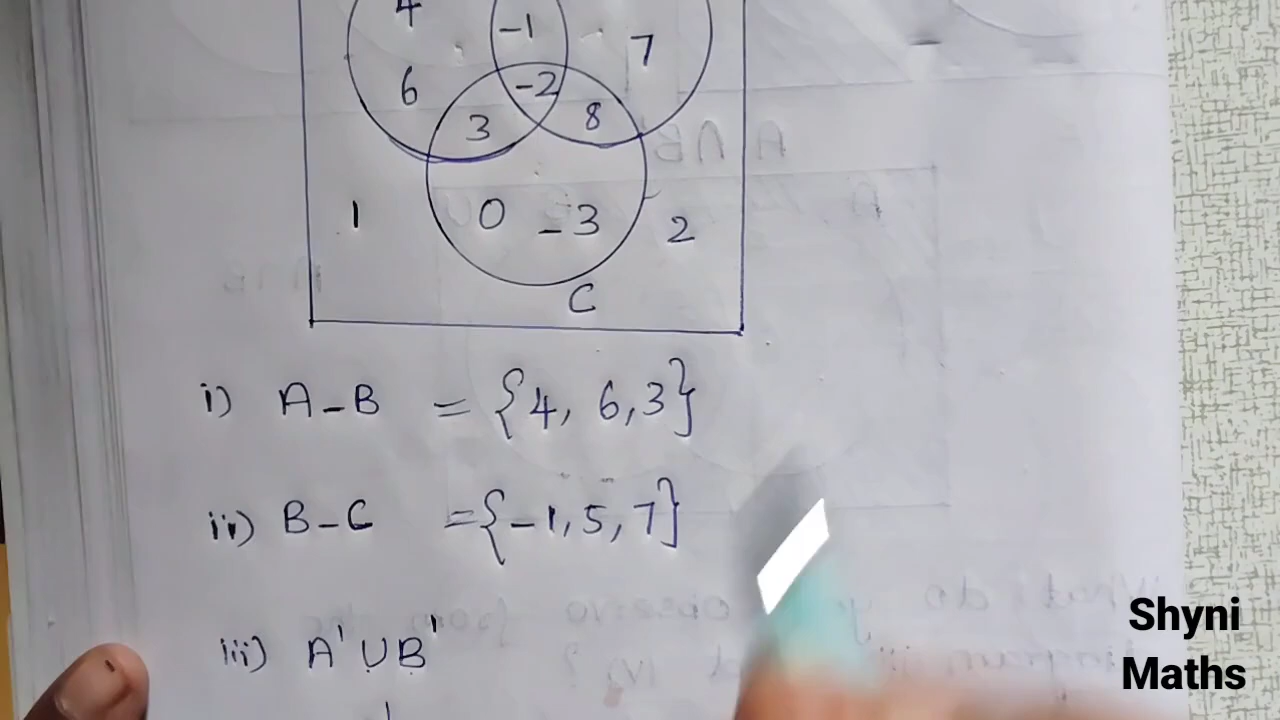 4
-1
7
6
-2
3
8
1
0 -3
2
C
i) A-B = {4, 6, 3}
ii) B-C = {-1, 5, 7}
iii) A' ∪ B'
Shyni
Maths